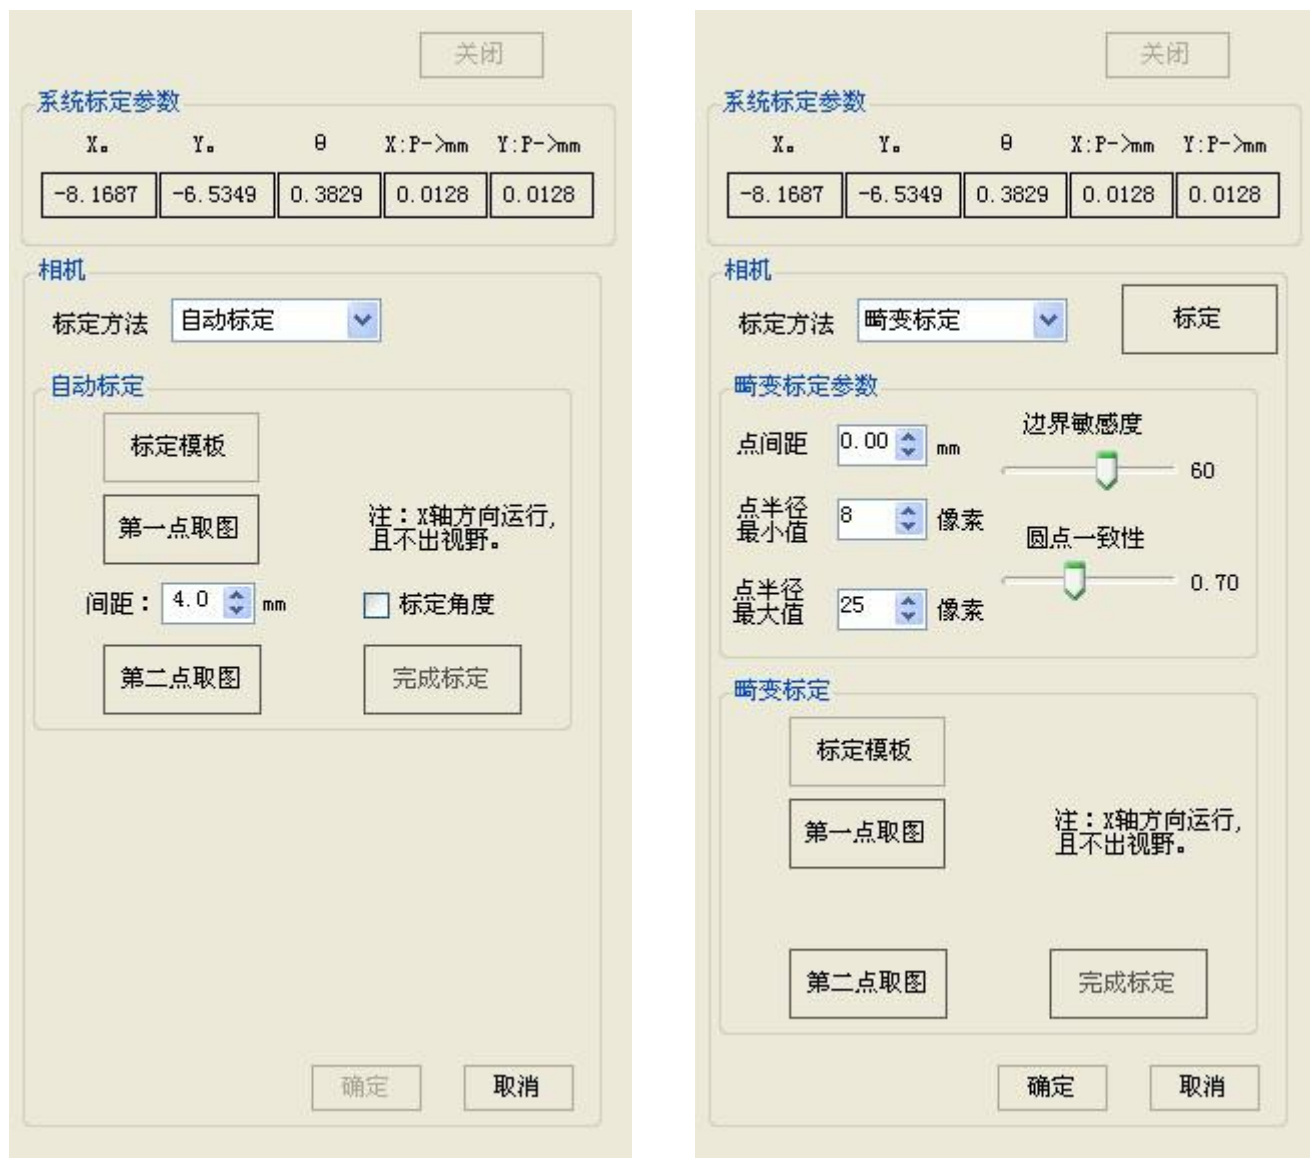 关闭
系统标定参数
X。 Y。 θ X:P->mm Y:P->mm
-8.1687 -6.5349 0.3829 0.0128 0.0128
相机
标定方法 自动标定
自动标定
标定模板
第一点取图
注：X轴方向运行，
且不出视野。
间距： 4.0 mm 标定角度
第二点取图 完成标定
确定 取消
关闭
系统标定参数
X。 Y。 θ X:P->mm Y:P->mm
-8.1687 -6.5349 0.3829 0.0128 0.0128
相机
标定方法 畸变标定 标定
畸变标定参数
点间距 0.00 mm
边界敏感度
60
点半径
最小值 8 像素
圆点一致性
0.70
点半径
最大值 25 像素
畸变标定
标定模板
第一点取图
注：X轴方向运行，
且不出视野。
第二点取图 完成标定
确定 取消